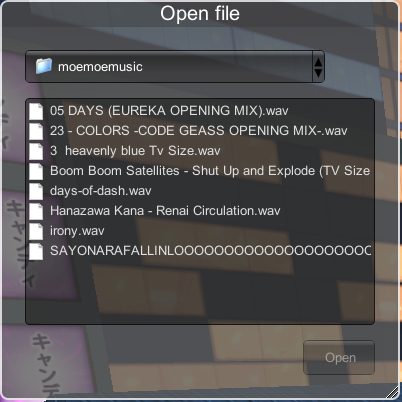 Open file
moemoemusic
05 DAYS (EUREKA OPENING MIX).wav
23 - COLORS -CODE GEASS OPENING MIX-.wav
3  heavenly blue Tv Size.wav
Boom Boom Satellites - Shut Up and Explode (TV Size
days-of-dash.wav
Hanazawa Kana - Renai Circulation.wav
irony.wav
SAYONARAFALLINLOOOOOOOOOOOOOOOOOOOO
キャンディ
キャンデ
Open